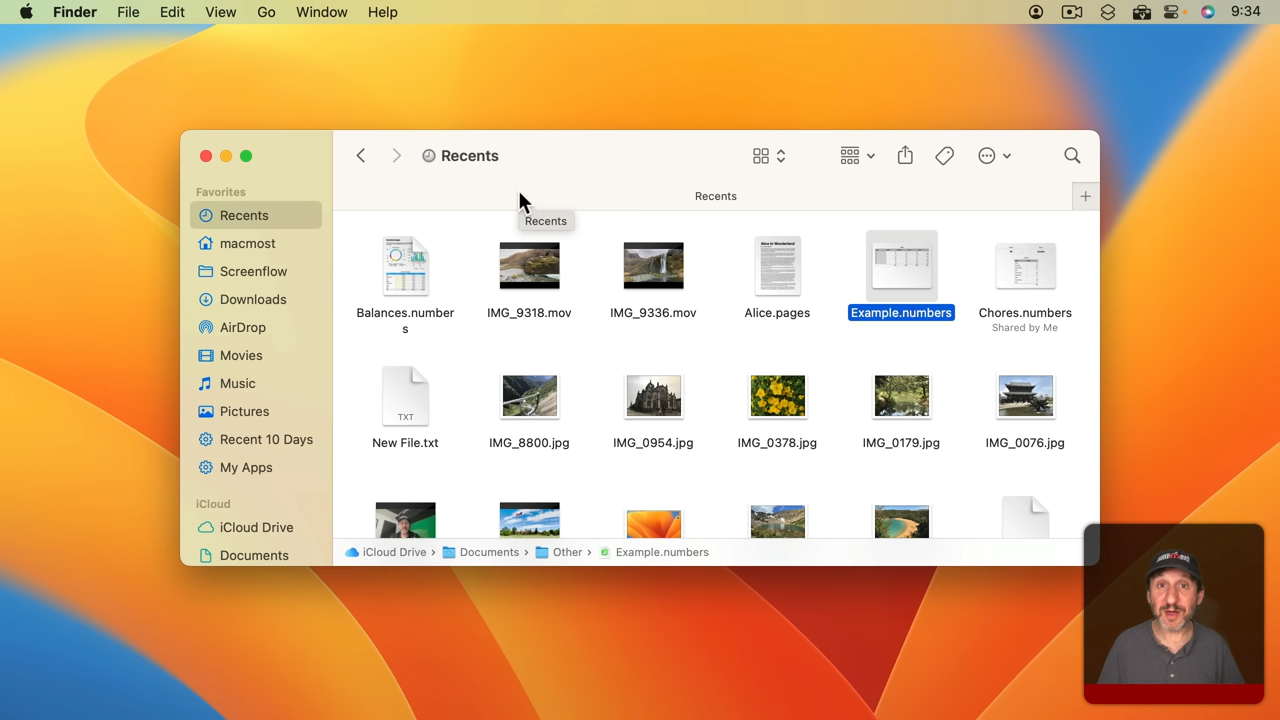 Finder File Edit View Go Window Help 9:34
Recents
Favorites
Recents
Recents
Recents
macmost
Screenflow
Downloads
AirDrop
Movies
Music
Pictures
Recent 10 Days
My Apps
iCloud
iCloud Drive
Documents
Balances.number
s
IMG_9318.mov
IMG_9336.mov
Alice.pages
Example.numbers
Chores.numbers
Shared by Me
TXT
New File.txt
IMG_8800.jpg
IMG_0954.jpg
IMG_0378.jpg
IMG_0179.jpg
IMG_0076.jpg
iCloud Drive › Documents › Other › Example.numbers